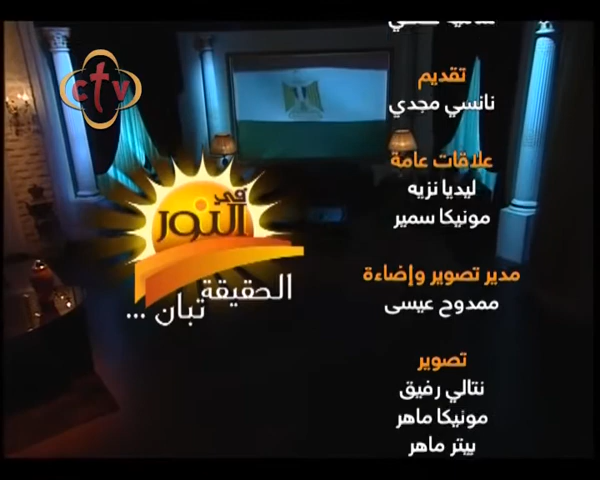 ctv
تقديم
نانسي مجدي
علاقات عامة
ليديا نزيه
مونيكا سمير
مدير تصوير وإضاءة
ممدوح عيسى
تصوير
نتالي رفيق
مونيكا ماهر
بيتر ماهر
في
النور
الحقيقة
تبان ...